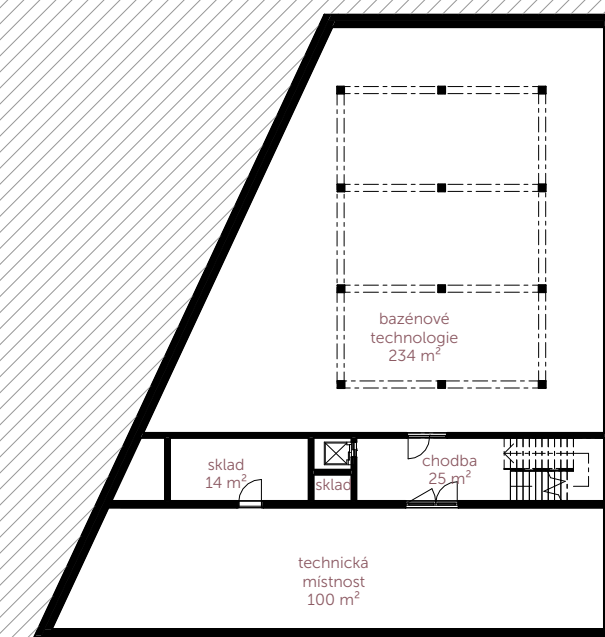 bazénové
technologie
234 m²
sklad
14 m²
sklad
chodba
25 m²
technická
místnost
100 m²